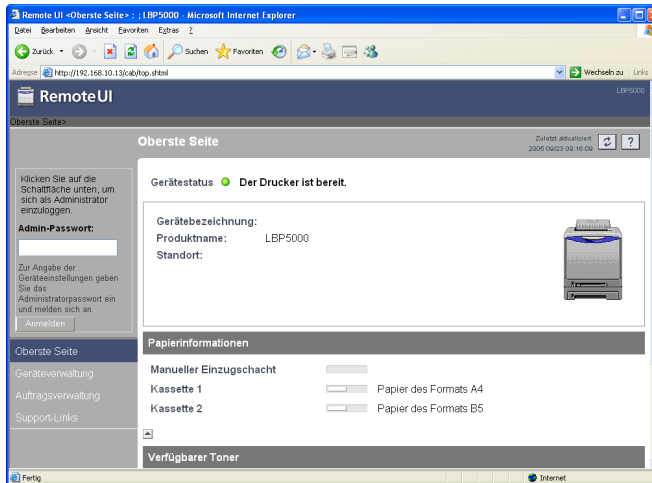 Remote UI <Oberste Seite> : ; LBP5000 - Microsoft Internet Explorer
Datei Bearbeiten Ansicht Favoriten Extras ?
Zurück Suchen Favoriten
Adresse http://192.168.10.13/cab/top.shtml Wechseln zu Links
Remote UI LBP5000
Oberste Seite>
Oberste Seite Zuletzt aktualisiert
2005 09/23 09:16:09 ?
Klicken Sie auf die
Schaltfläche unten, um
sich als Administrator
einzuloggen.
Admin-Passwort:
Zur Angabe der
Geräteeinstellungen geben
Sie das
Administratorpasswort ein
und melden sich an.
Anmelden
Oberste Seite
Geräteverwaltung
Auftragsverwaltung
Support-Links
Gerätestatus Der Drucker ist bereit.
Gerätebezeichnung:
Produktname: LBP5000
Standort:
Papierinformationen
Manueller Einzugschacht
Kassette 1 Papier des Formats A4
Kassette 2 Papier des Formats B5
Verfügbarer Toner
Fertig Internet